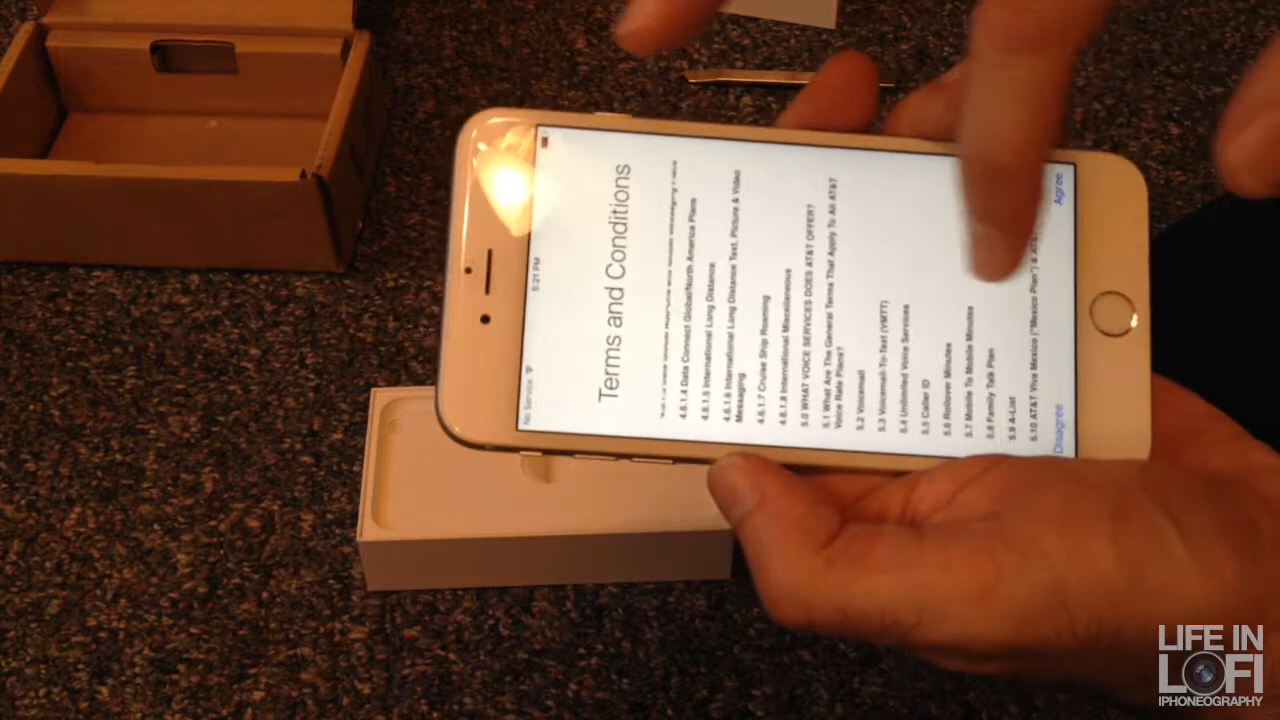 No Service
5:21 PM
Terms and Conditions
4.6.1.4 Data Connect Global/North America Plans
4.6.1.5 International Long Distance
4.6.1.6 International Long Distance Text, Picture & Video
Messaging
4.6.1.7 Cruise Ship Roaming
4.6.1.8 International Miscellaneous
5.0 WHAT VOICE SERVICES DOES AT&T OFFER?
5.1 What Are The General Terms That Apply To All AT&T
Voice Rate Plans?
5.2 Voicemail
5.3 Voicemail-To-Text (VMTT)
5.4 Unlimited Voice Services
5.5 Caller ID
5.6 Rollover Minutes
5.7 Mobile To Mobile Minutes
5.8 Family Talk Plan
5.9 A-List
5.10 AT&T Viva Mexico ("Mexico Plan") &
Disagree
Agree
LIFE IN
LOFI
IPHONEOGRAPHY